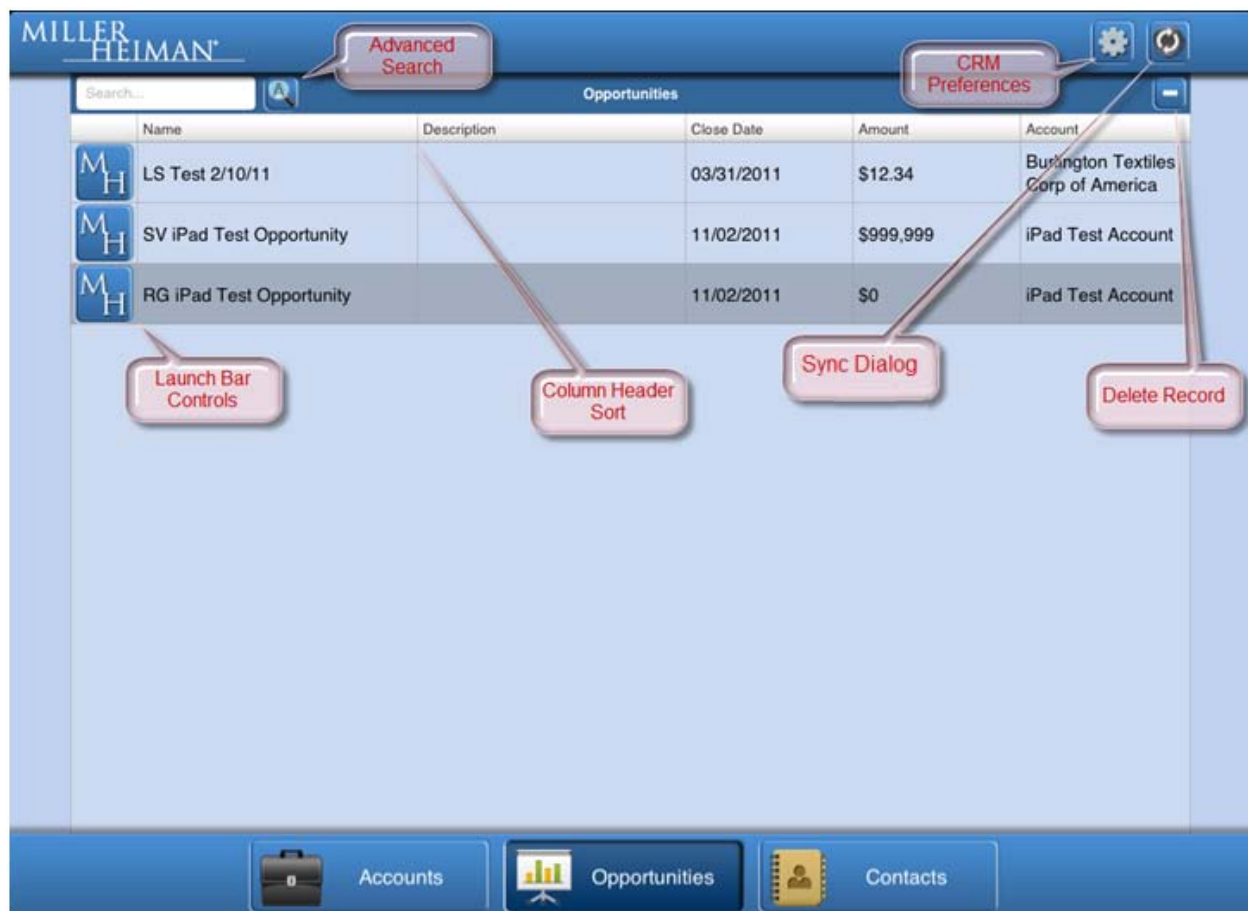 MILLER
HEIMAN®
Advanced
Search
CRM
Preferences
Search...
A
Opportunities
Name Description Close Date Amount Account
MH LS Test 2/10/11 03/31/2011 $12.34 Burlington Textiles
Corp of America
MH SV iPad Test Opportunity 11/02/2011 $999,999 iPad Test Account
MH RG iPad Test Opportunity 11/02/2011 $0 iPad Test Account
Launch Bar
Controls
Column Header
Sort
Sync Dialog
Delete Record
Accounts Opportunities Contacts